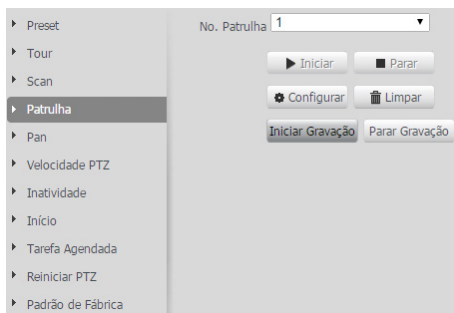 Preset
Tour
Scan
Patrulha
Pan
Velocidade PTZ
Inatividade
Início
Tarefa Agendada
Reiniciar PTZ
Padrão de Fábrica
No. Patrulha 1
Iniciar Parar
Configurar Limpar
Iniciar Gravação Parar Gravação